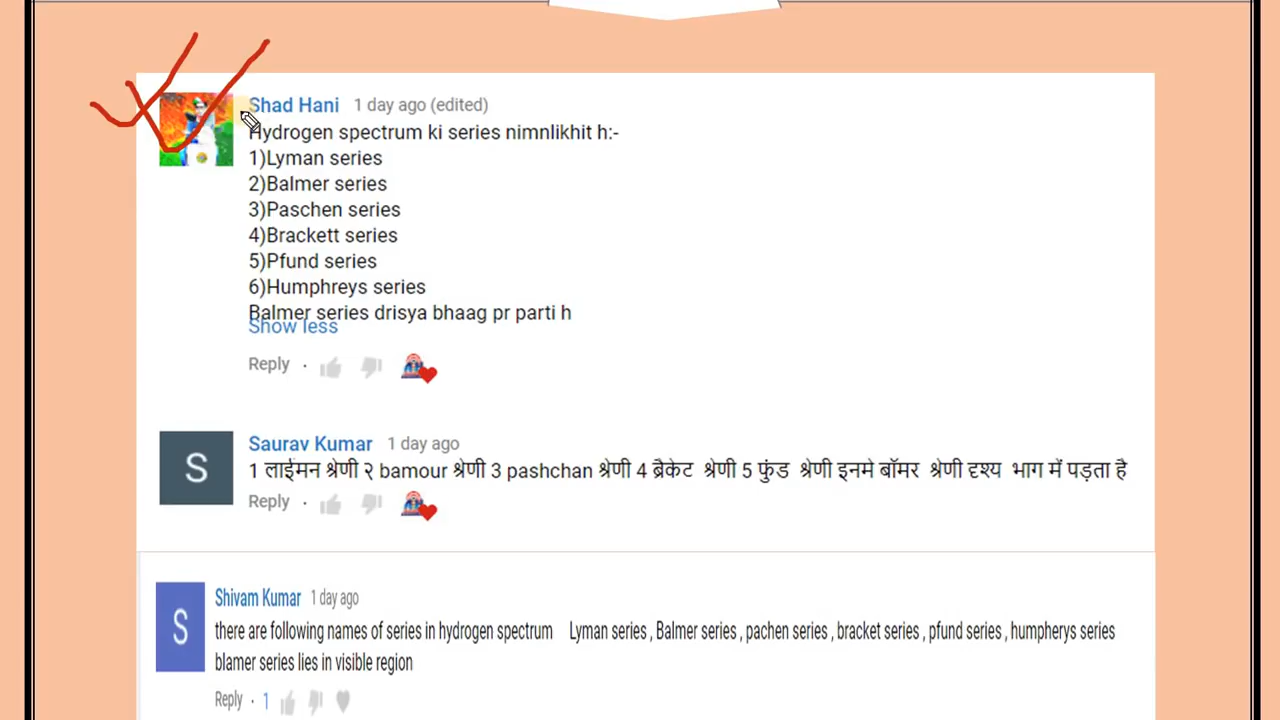 Shad Hani 1 day ago (edited)
Hydrogen spectrum ki series nimnlikhit h:-
1)Lyman series
2)Balmer series
3)Paschen series
4)Brackett series
5)Pfund series
6)Humphreys series
Balmer series drisya bhaag pr parti h
Show less
Reply ·
S
Saurav Kumar 1 day ago
1 लाईमन श्रेणी २ bamour श्रेणी 3 pashchan श्रेणी 4 ब्रैकेट श्रेणी 5 फुंड श्रेणी इनमे बॉमर श्रेणी दृश्य भाग में पड़ता है
Reply ·
S
Shivam Kumar 1 day ago
there are following names of series in hydrogen spectrum Lyman series , Balmer series , pachen series , bracket series , pfund series , humphery series
blamer series lies in visible region
Reply · 1